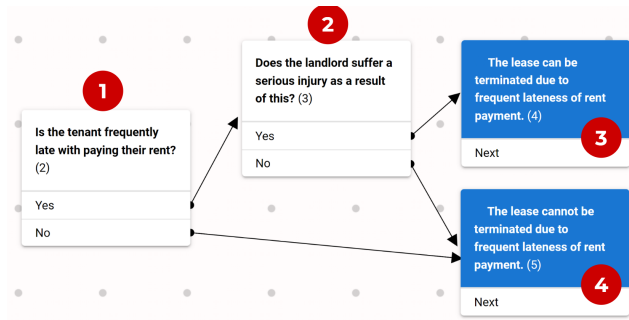 1
Is the tenant frequently
late with paying their rent?
(2)
Yes
No
2
Does the landlord suffer a
serious injury as a result
of this? (3)
Yes
No
The lease can be
terminated due to
frequent lateness of rent
payment. (4)
3
Next
The lease cannot be
terminated due to
frequent lateness of rent
payment. (5)
4
Next